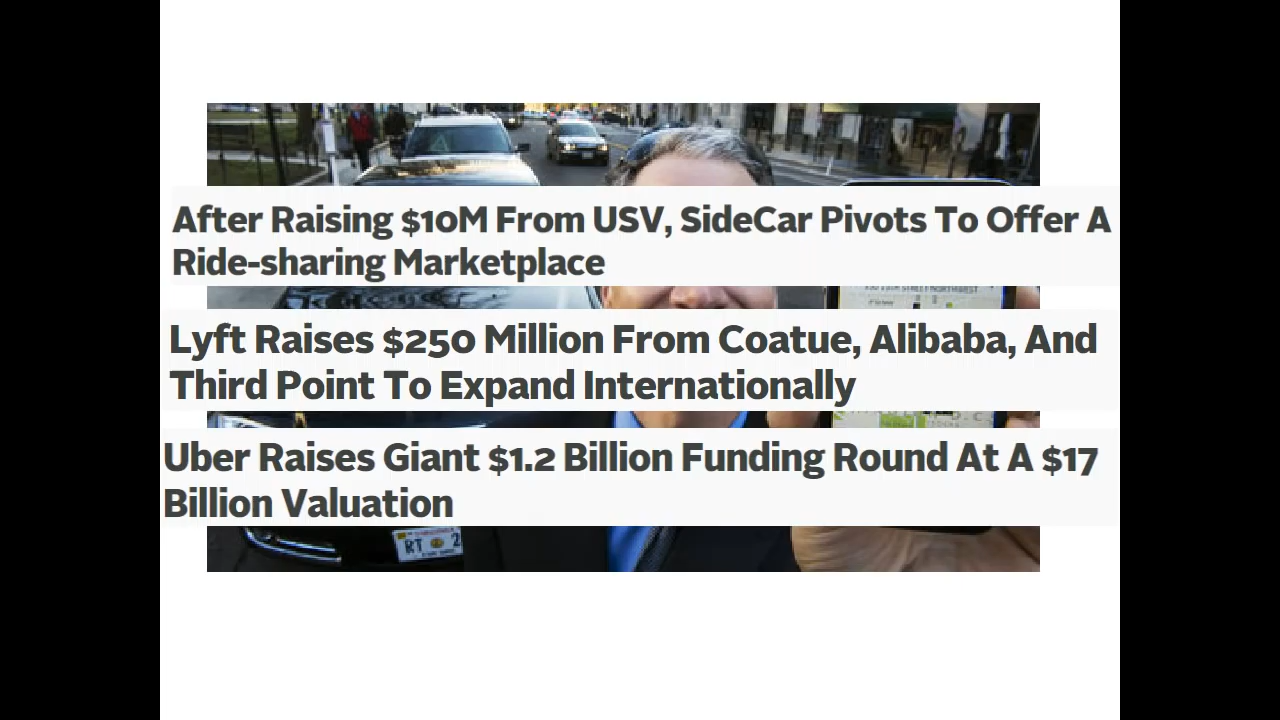 After Raising $10M From USV, SideCar Pivots To Offer A
Ride-sharing Marketplace
Lyft Raises $250 Million From Coatue, Alibaba, And
Third Point To Expand Internationally
Uber Raises Giant $1.2 Billion Funding Round At A $17
Billion Valuation
RT 2